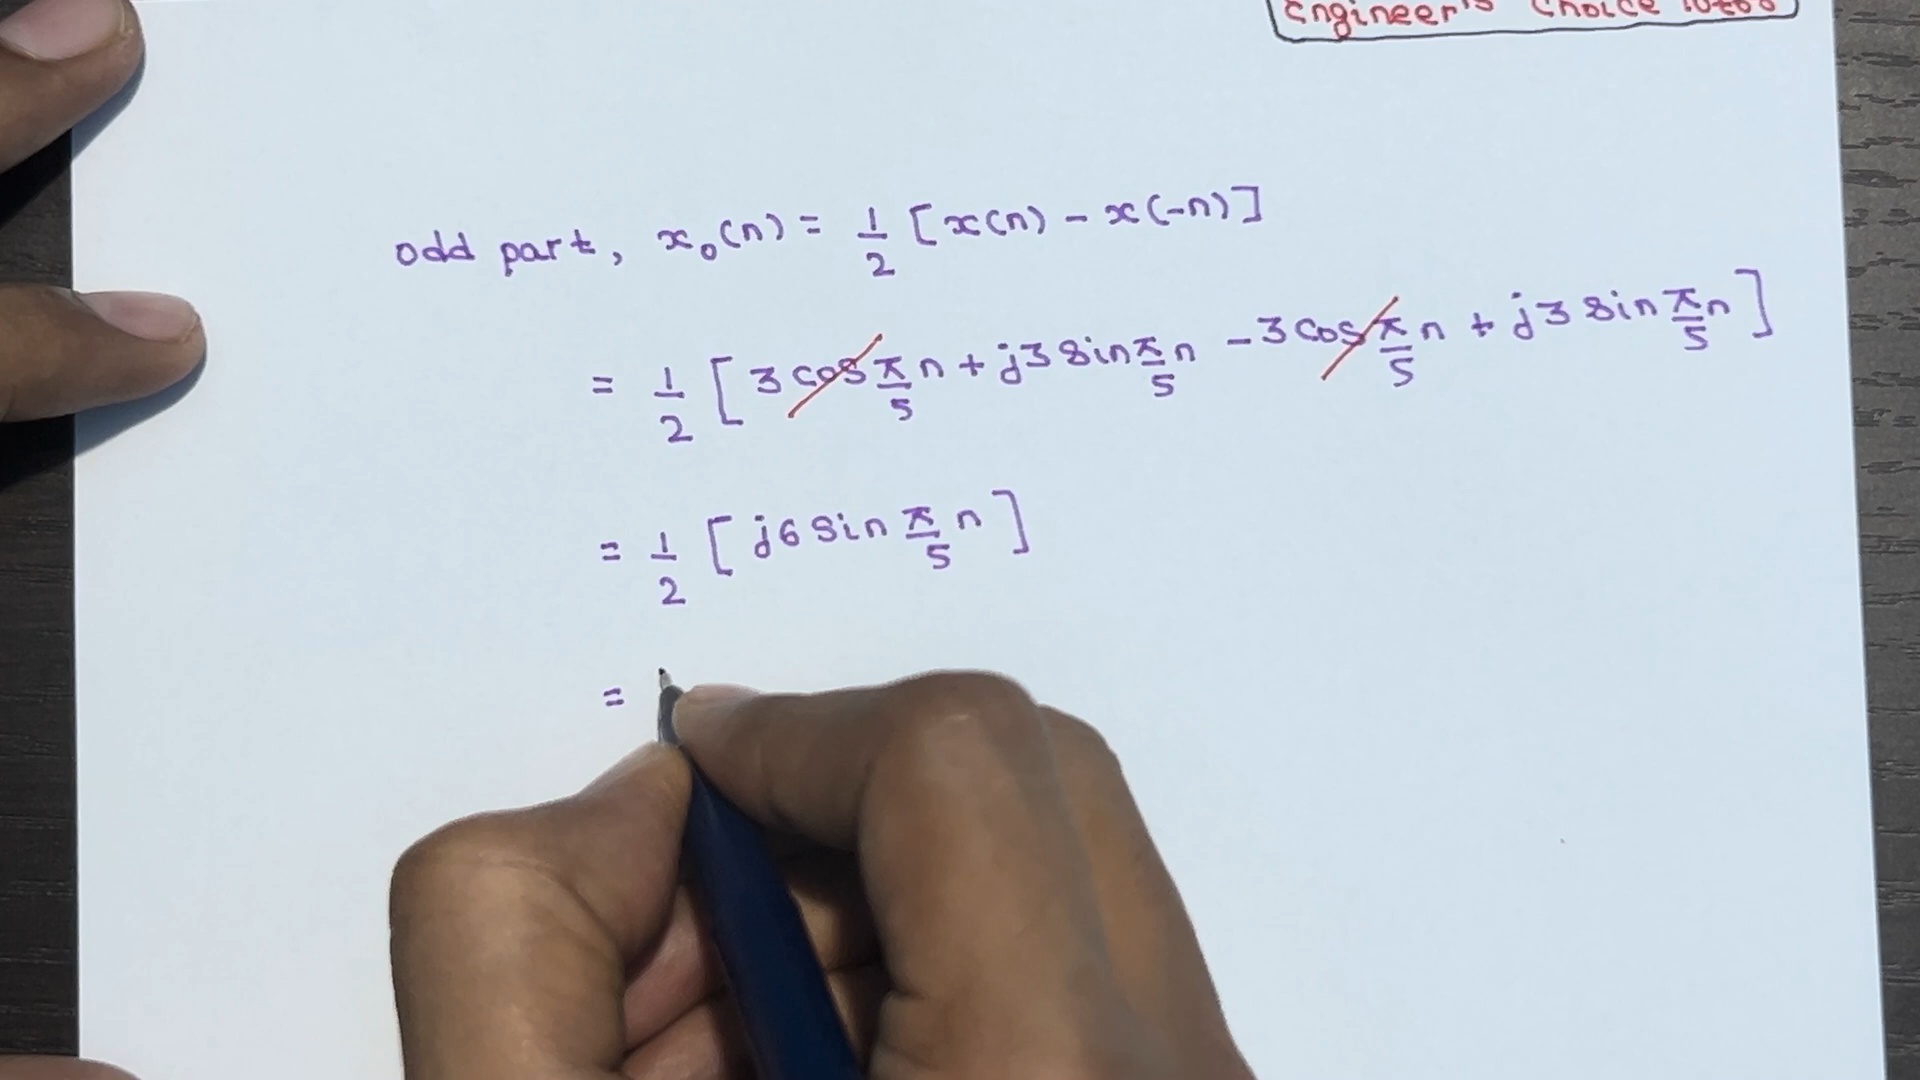 Engineer's Choice
odd part, x₀(n) = 1/2 [x(n) - x(-n)]
= 1/2 [3 cos π/5 n + j3 sin π/5 n - 3 cos π/5 n + j3 sin π/5 n]
= 1/2 [j6 sin π/5 n]
=